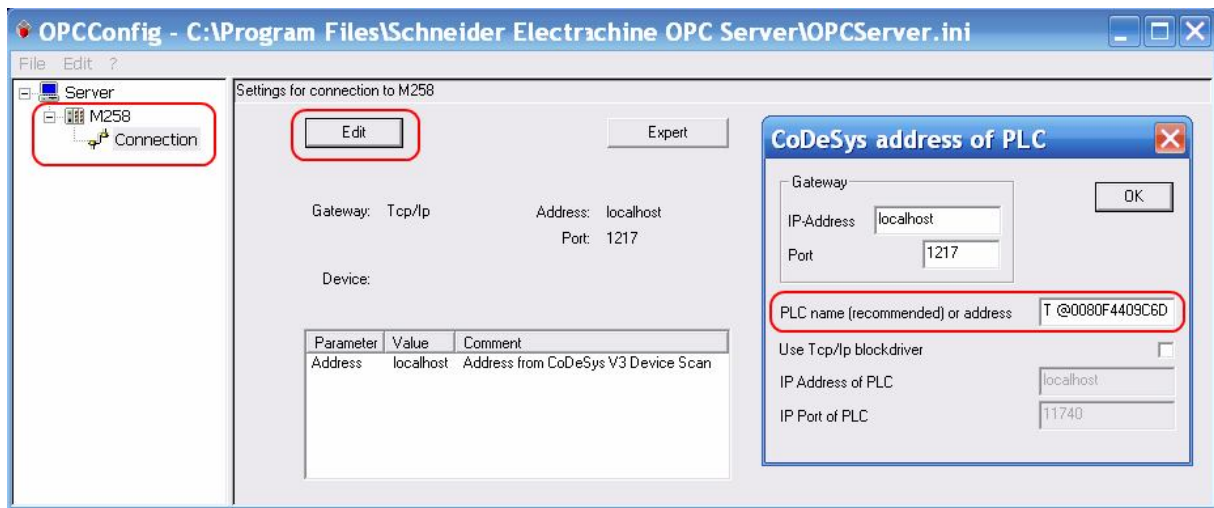 OPCConfig - C:\Program Files\Schneider Electrachine OPC Server\OPCServer.ini
File Edit ?
Server
M258
Connection
Settings for connection to M258
Edit
Expert
Gateway: Tcp/Ip
Address: localhost
Port: 1217
Device:
Parameter Value Comment
Address localhost Address from CoDeSys V3 Device Scan
CoDeSys address of PLC
Gateway
OK
IP-Address localhost
Port 1217
PLC name (recommended) or address T @0080F4409C6D
Use Tcp/Ip blockdriver
IP Address of PLC localhost
IP Port of PLC 11740